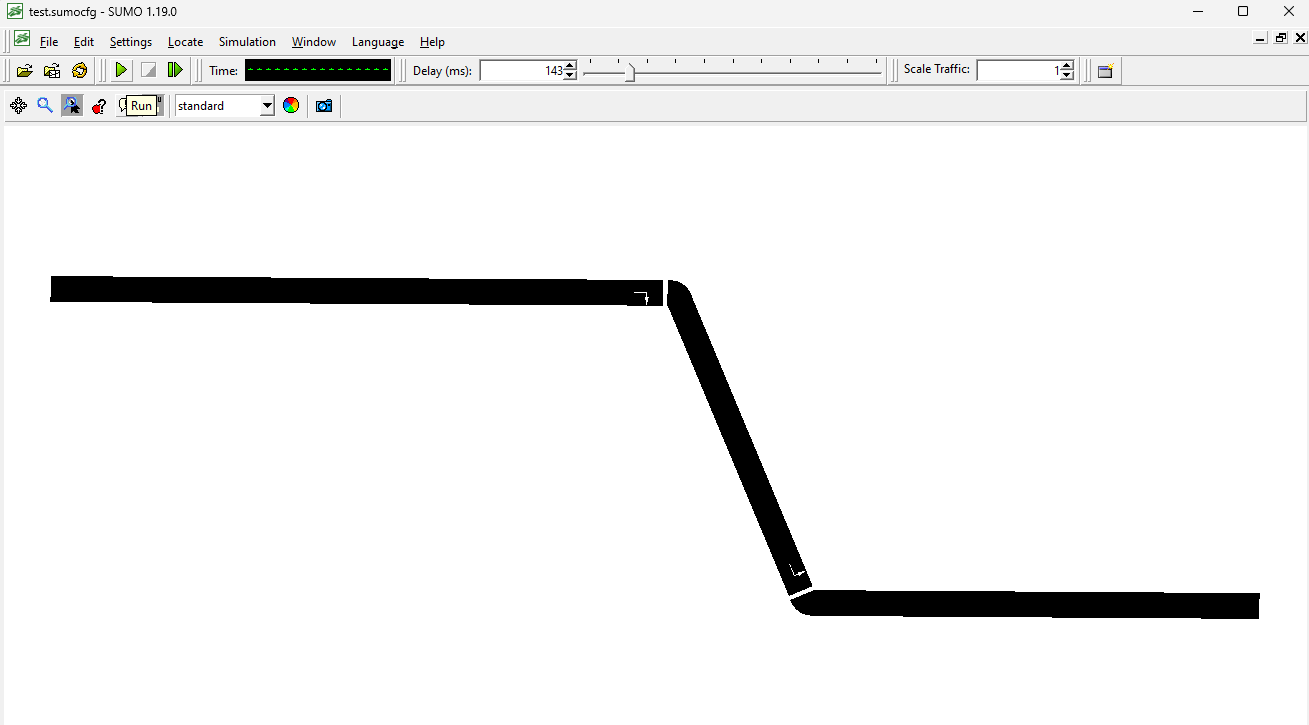 test.sumocfg - SUMO 1.19.0
File Edit Settings Locate Simulation Window Language Help
Time: Delay (ms): 143 Scale Traffic: 1
Run standard